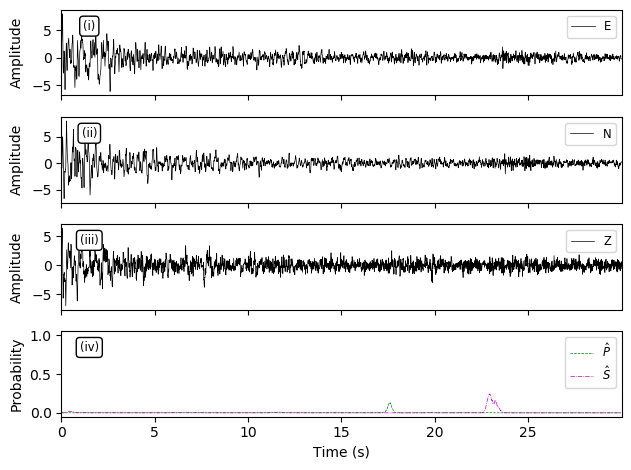 Amplitude
5
0
−5
(i)
E
Amplitude
5
0
−5
(ii)
N
Amplitude
5
0
−5
(iii)
Z
Probability
1.0
0.5
0.0
(iv)
P̂
Ŝ
0 5 10 15 20 25
Time (s)